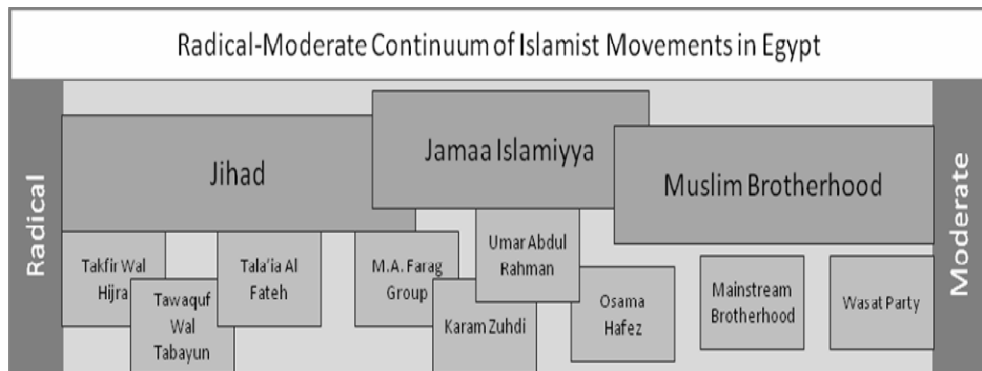 Radical-Moderate Continuum of Islamist Movements in Egypt
Radical
Jihad
Jamaa Islamiyya
Muslim Brotherhood
Moderate
Takfir Wal
Hijra
Tawaquf
Wal
Tabayun
Tala'ia Al
Fateh
M.A. Farag
Group
Karam Zuhdi
Umar Abdul
Rahman
Osama
Hafez
Mainstream
Brotherhood
Wasat Party